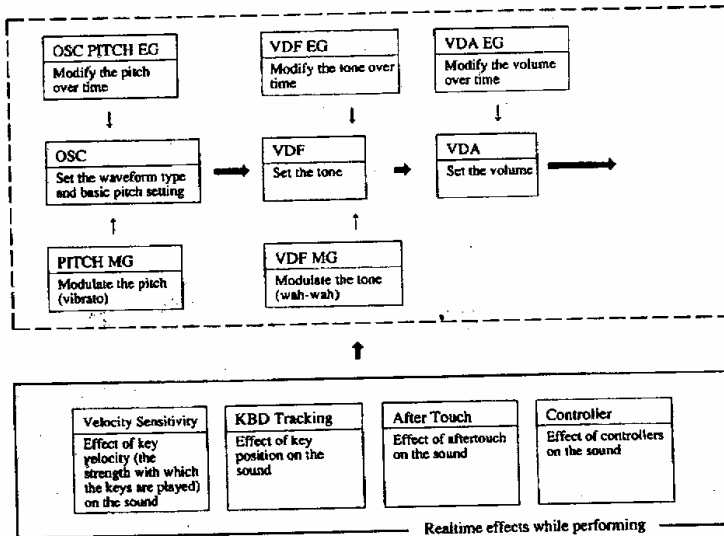 OSC PITCH EG
Modify the pitch
over time
VDF EG
Modify the tone over
time
VDA EG
Modify the volume
over time
OSC
Set the waveform type
and basic pitch setting
VDF
Set the tone
VDA
Set the volume
PITCH MG
Modulate the pitch
(vibrato)
VDF MG
Modulate the tone
(wah-wah)
Velocity Sensitivity
Effect of key
velocity (the
strength with which
the keys are played)
on the sound
KBD Tracking
Effect of key
position on the
sound
After Touch
Effect of aftertouch
on the sound
Controller
Effect of controllers
on the sound
Realtime effects while performing